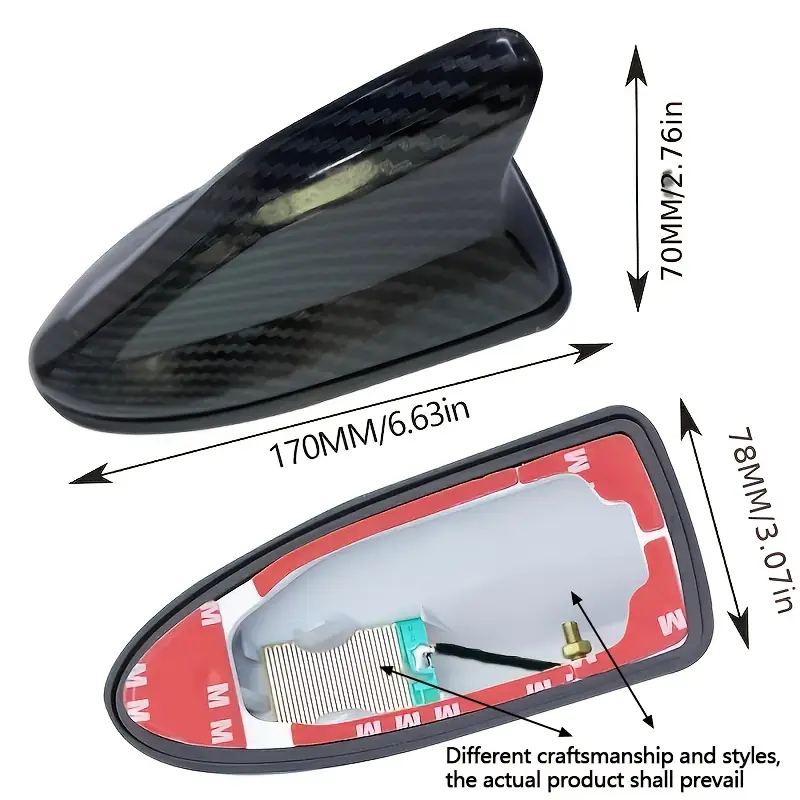 70MM/2.76in
170MM/6.63in
78MM/3.07in
M
M
M
M
M
M
M
M
M
M
Different craftsmanship and styles,
the actual product shall prevail